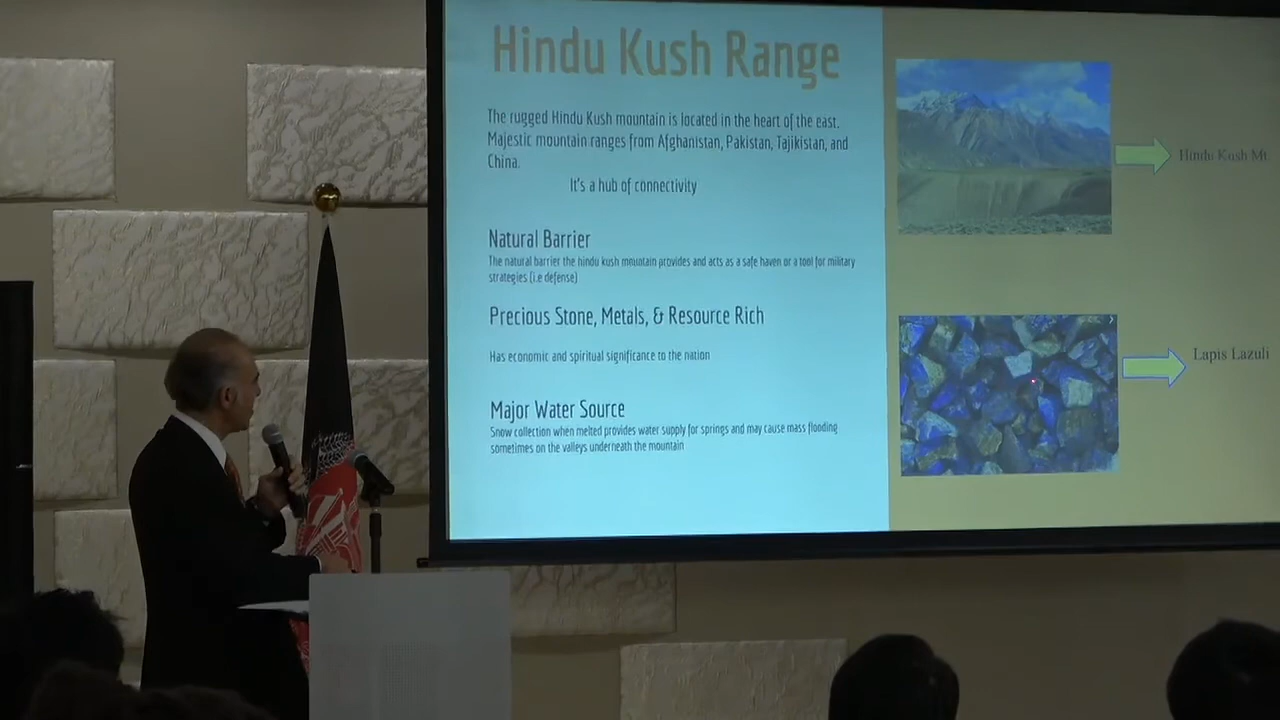 Hindu Kush Range
The rugged Hindu Kush mountain is located in the heart of the east.
Majestic mountain ranges from Afghanistan, Pakistan, Tajikistan, and
China.
It's a hub of connectivity
Natural Barrier
The natural barrier the hindu kush mountain provides and acts as a safe haven or a tool for military
strategies (i.e defense)
Precious Stone, Metals, & Resource Rich
Has economic and spiritual significance to the nation
Major Water Source
Snow collection when melted provides water supply for springs and may cause mass flooding
sometimes on the valleys underneath the mountain
Hindu Kush Mt.
Lapis Lazuli